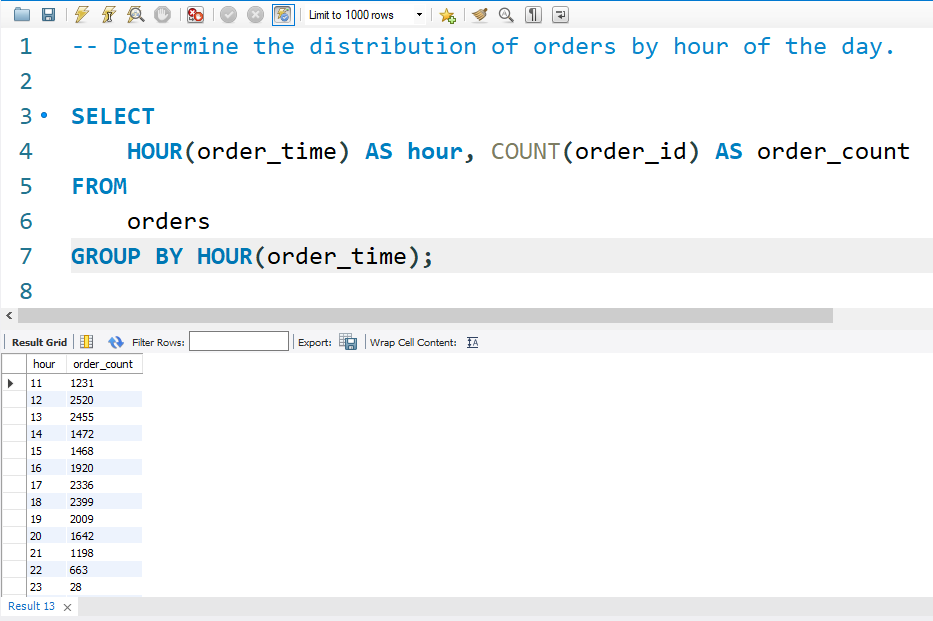 Limit to 1000 rows
1 -- Determine the distribution of orders by hour of the day.
2
3 SELECT
4 HOUR(order_time) AS hour, COUNT(order_id) AS order_count
5 FROM
6 orders
7 GROUP BY HOUR(order_time);
8
Result Grid Filter Rows: Export: Wrap Cell Content:
hour order_count
11 1231
12 2520
13 2455
14 1472
15 1468
16 1920
17 2336
18 2399
19 2009
20 1642
21 1198
22 663
23 28
Result 13